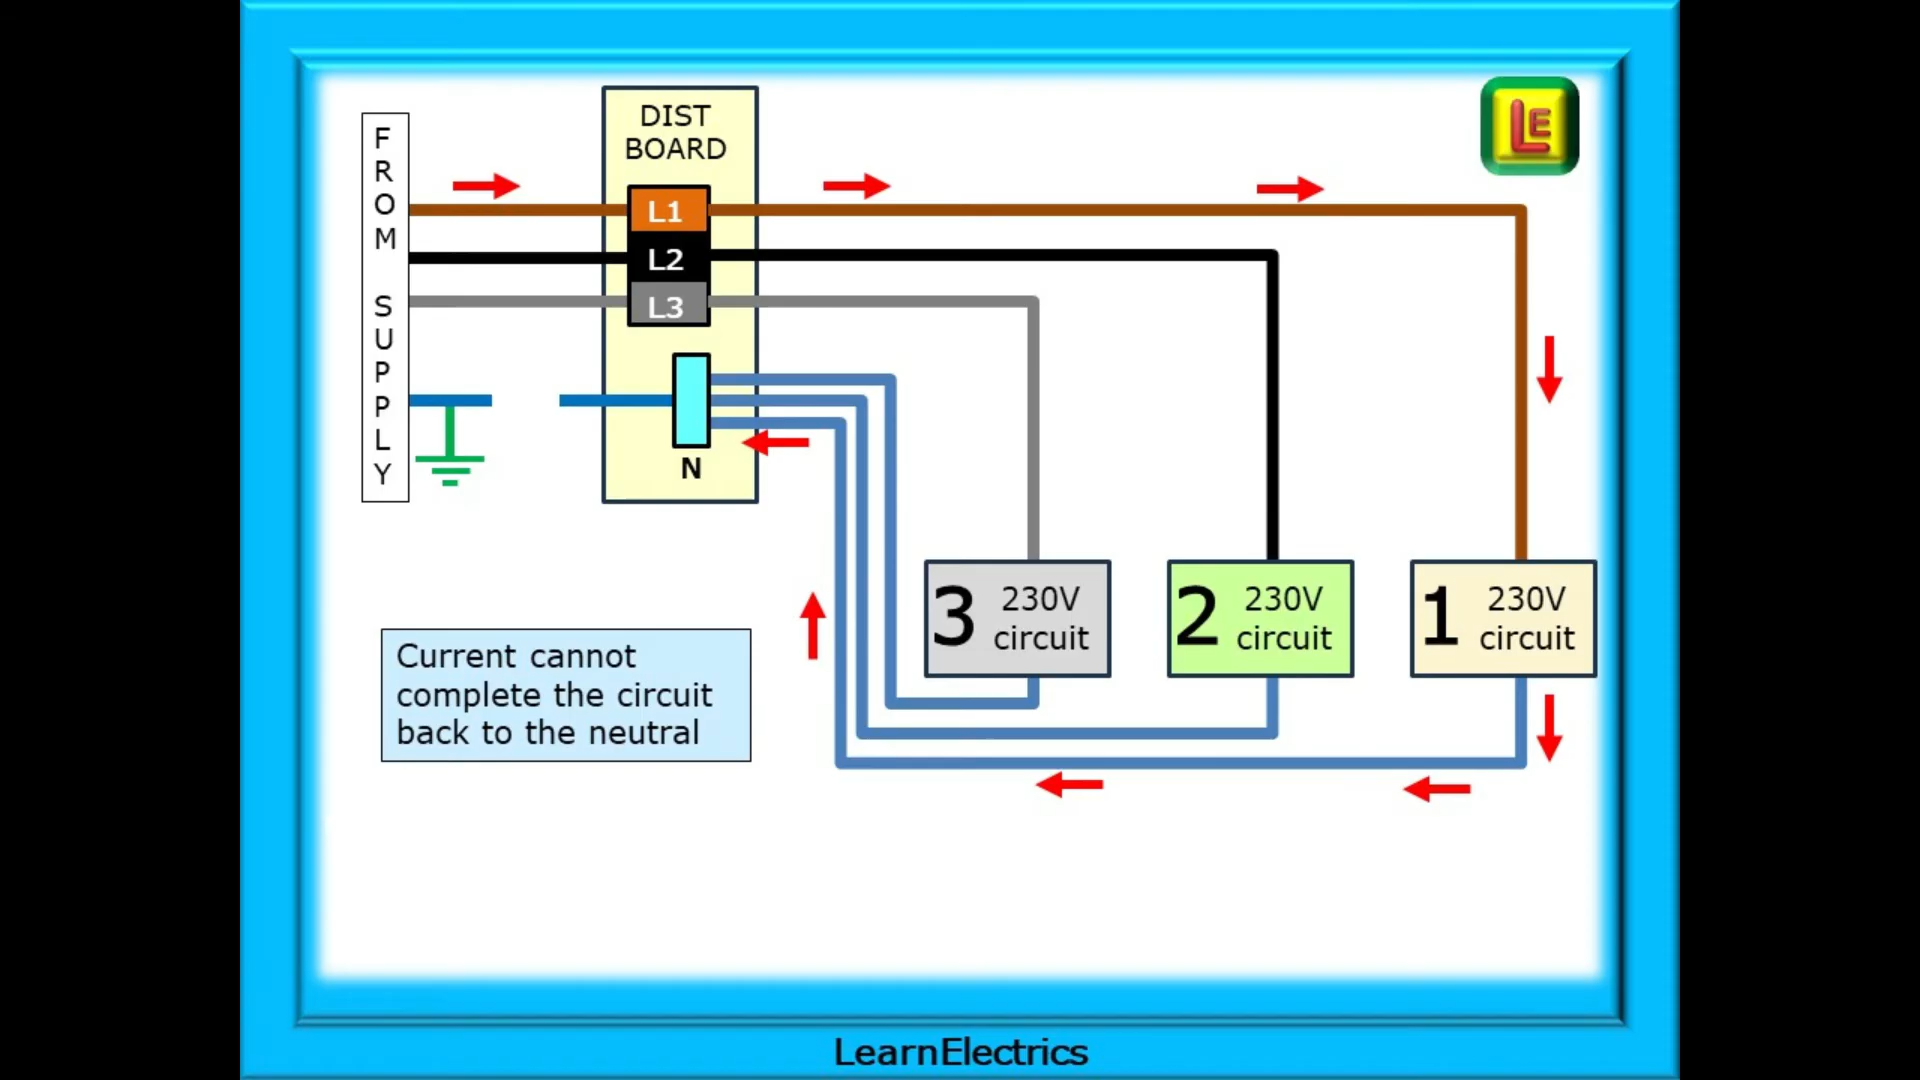 FROM SUPPLY
DIST
BOARD
L1
L2
L3
N
3
230V
circuit
2
230V
circuit
1
230V
circuit
Current cannot
complete the circuit
back to the neutral
LE
LearnElectrics